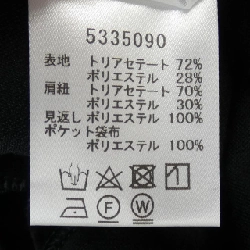 5335090
表地 トリアセテート 72%
ポリエステル 28%
肩紐 トリアセテート 70%
ポリエステル 30%
見返し ポリエステル 100%
ポケット袋布
ポリエステル 100%
F W